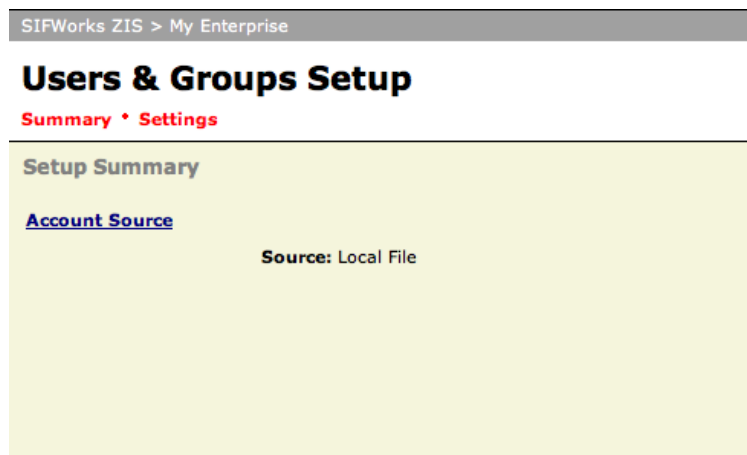 SIFWorks ZIS > My Enterprise
Users & Groups Setup
Summary • Settings
Setup Summary
Account Source
Source: Local File